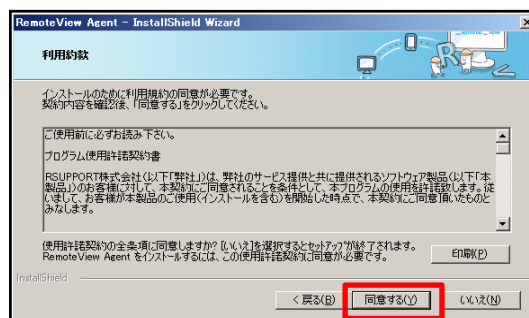 RemoteView Agent - InstallShield Wizard
利用約款
インストールのために利用規約の同意が必要です。
契約内容を確認後、「同意する」をクリックしてください。
ご使用前に必ずお読み下さい。
プログラム使用許諾契約書
RSUPPORT株式会社(以下「弊社」)は、弊社のサービス提供と共に提供されるソフトウェア製品(以下「本
製品」)のお客様に対して、本契約にご同意されることを条件として、本プログラムの使用を許諾致します。従
いまして、お客様が本製品のご使用(インストールを含む)を開始した時点で、本契約にご同意頂いたものと
みなします。
使用許諾契約の全条項に同意しますか? [いいえ]を選択するとセットアップが終了されます。
RemoteView Agent をインストールするには、この使用許諾契約に同意が必要です。
印刷(P)
InstallShield
< 戻る(B)
同意する(Y)
いいえ(N)